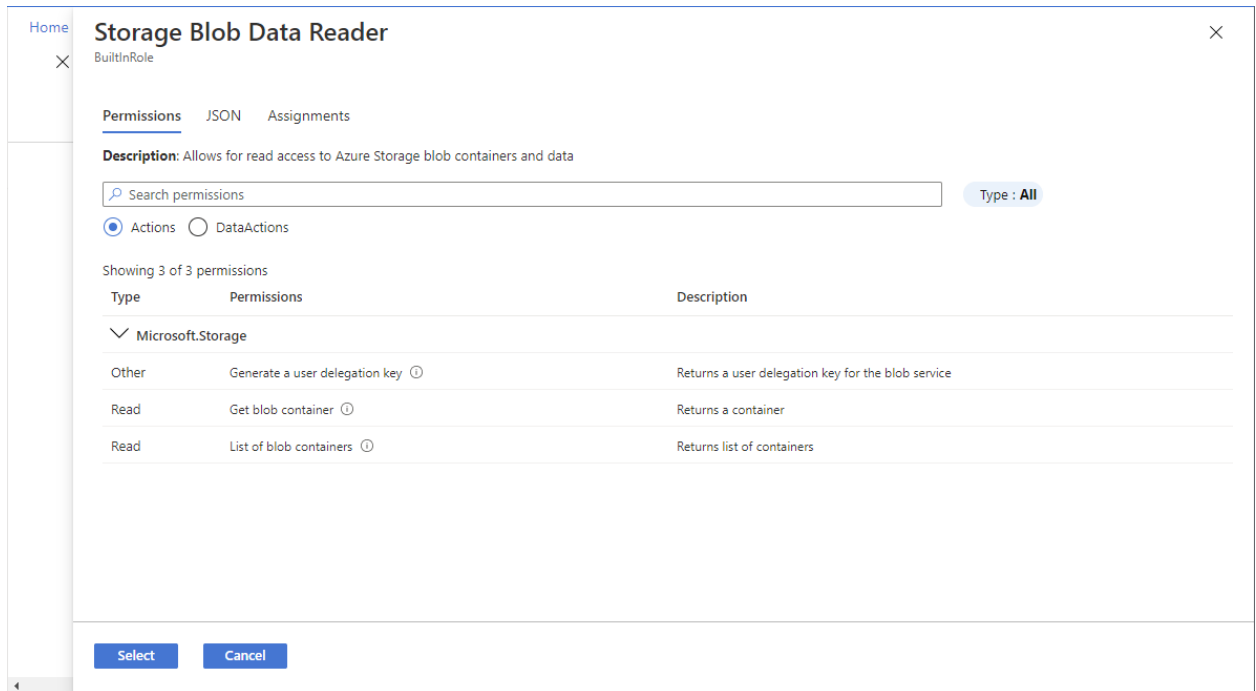 Home
Storage Blob Data Reader
BuiltInRole
Permissions JSON Assignments
Description: Allows for read access to Azure Storage blob containers and data
Search permissions
Type : All
Actions DataActions
Showing 3 of 3 permissions
Type Permissions Description
Microsoft.Storage
Other Generate a user delegation key Returns a user delegation key for the blob service
Read Get blob container Returns a container
Read List of blob containers Returns list of containers
Select Cancel